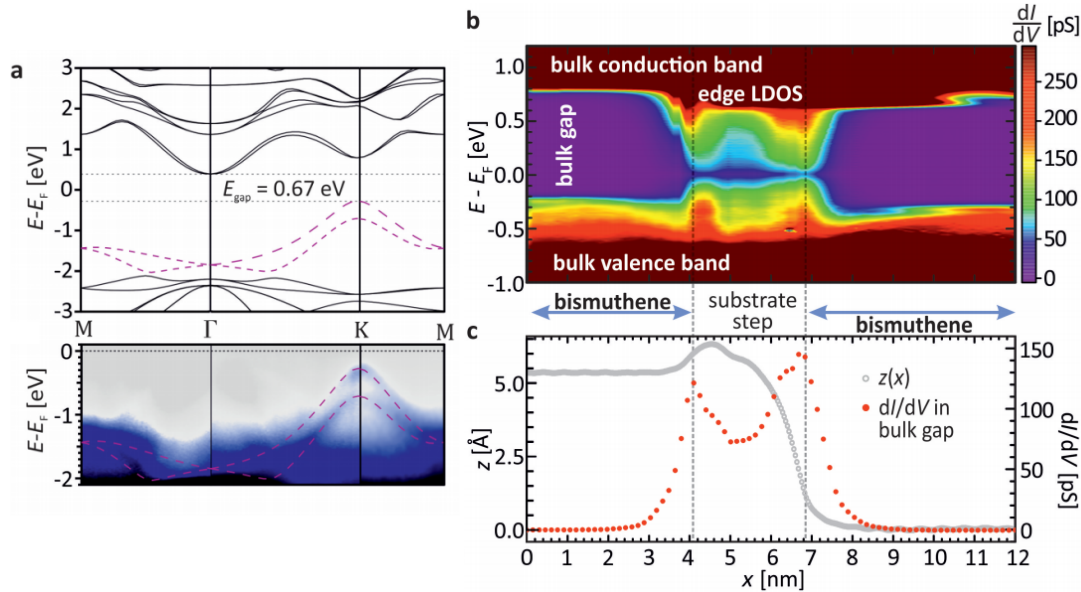 a
3
2
1
0
-1
-2
-3
E-E_F [eV]
E_gap = 0.67 eV
M Γ K M
0
-1
-2
E-E_F [eV]
b
dI/dV [pS]
1.0
0.5
0.0
-0.5
-1.0
E - E_F [eV]
bulk conduction band
edge LDOS
bulk gap
bulk valence band
250
200
150
100
50
0
bismuthene
substrate
step
bismuthene
c
5.0
2.5
0.0
z [Å]
z(x)
dI/dV in
bulk gap
150
100
50
0
dI/dV [pS]
0 1 2 3 4 5 6 7 8 9 10 11 12
x [nm]